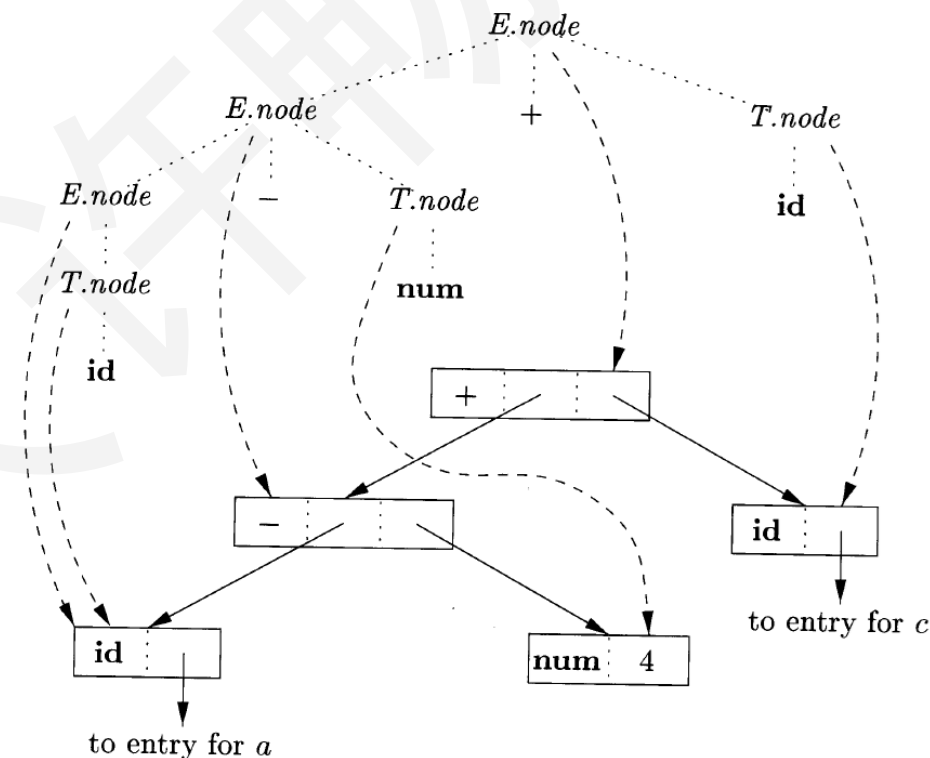 E.node
E.node + T.node
E.node − T.node id
T.node num
id
+
− id
to entry for c
id num 4
to entry for a